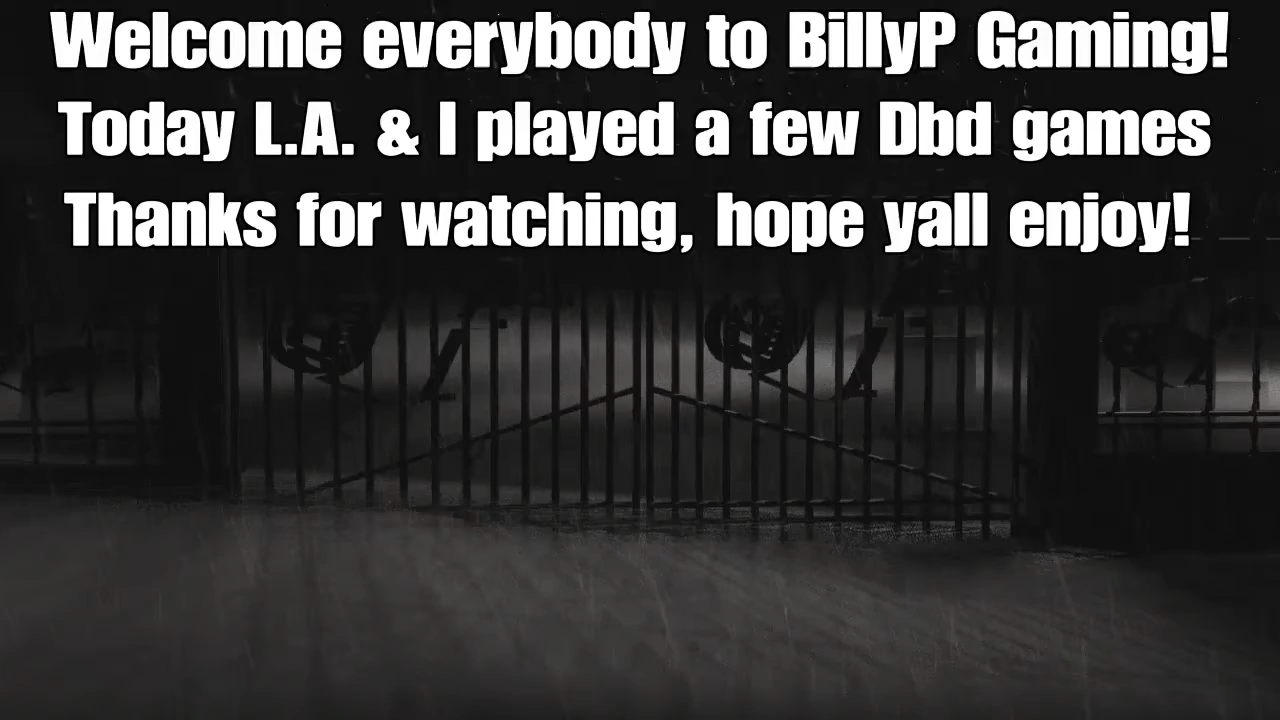 Welcome everybody to BillyP Gaming!
Today L.A. & I played a few Dbd games
Thanks for watching, hope yall enjoy!